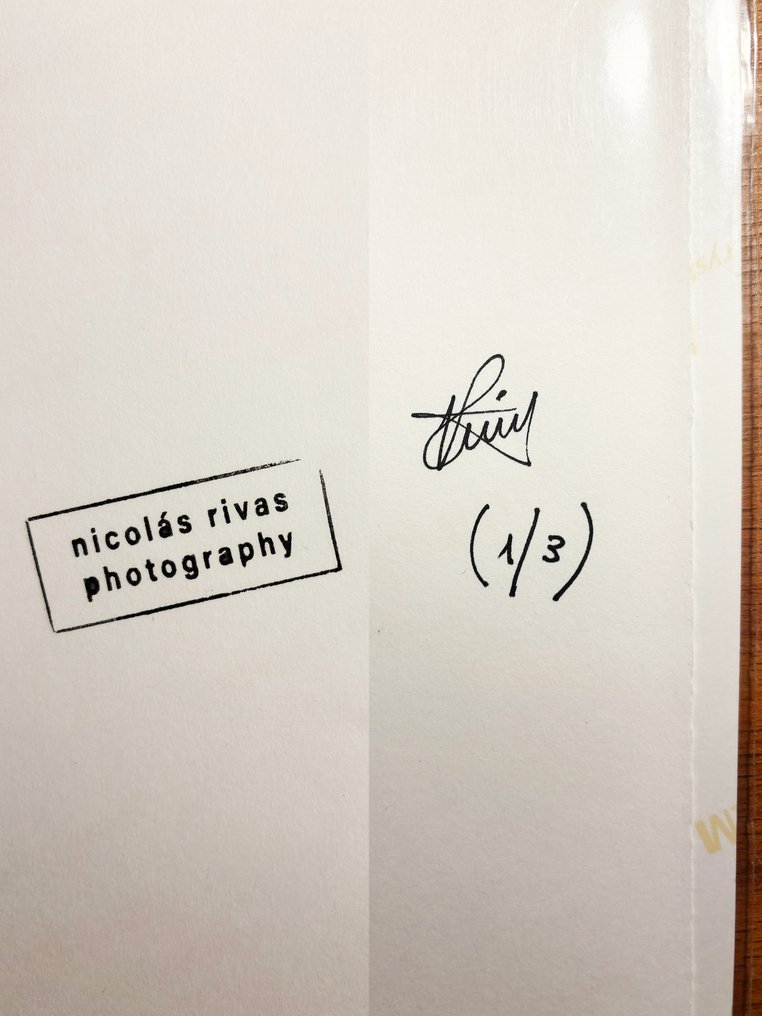 nicolás rivas
photography
(1/3)